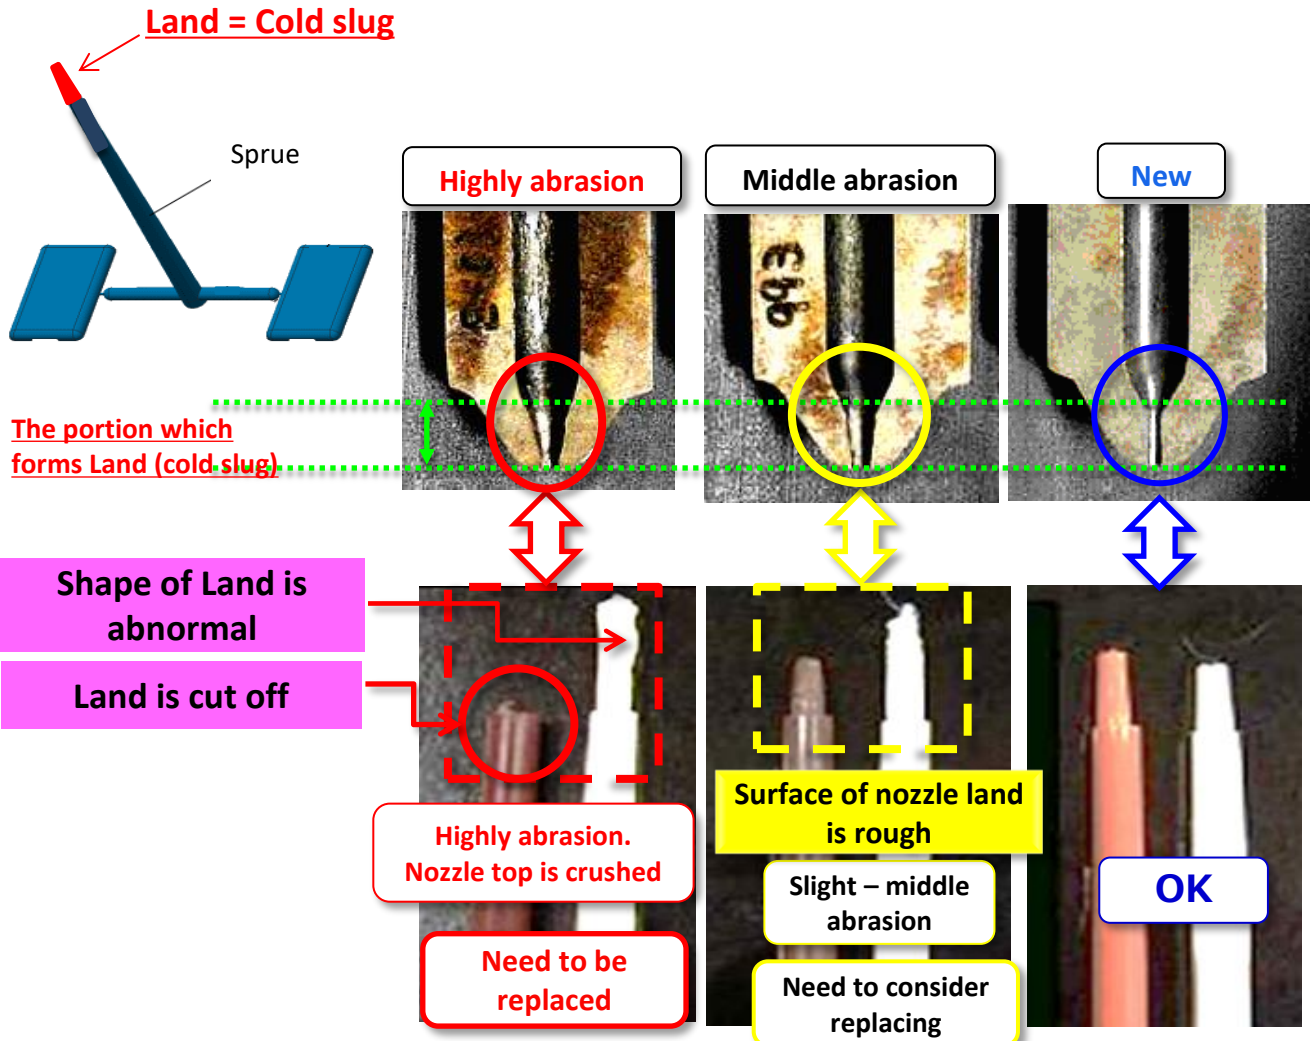 Land = Cold slug
Sprue
Highly abrasion
Middle abrasion
New
The portion which
forms Land (cold slug)
Shape of Land is
abnormal
Land is cut off
Highly abrasion.
Nozzle top is crushed
Need to be
replaced
Surface of nozzle land
is rough
Slight – middle
abrasion
Need to consider
replacing
OK